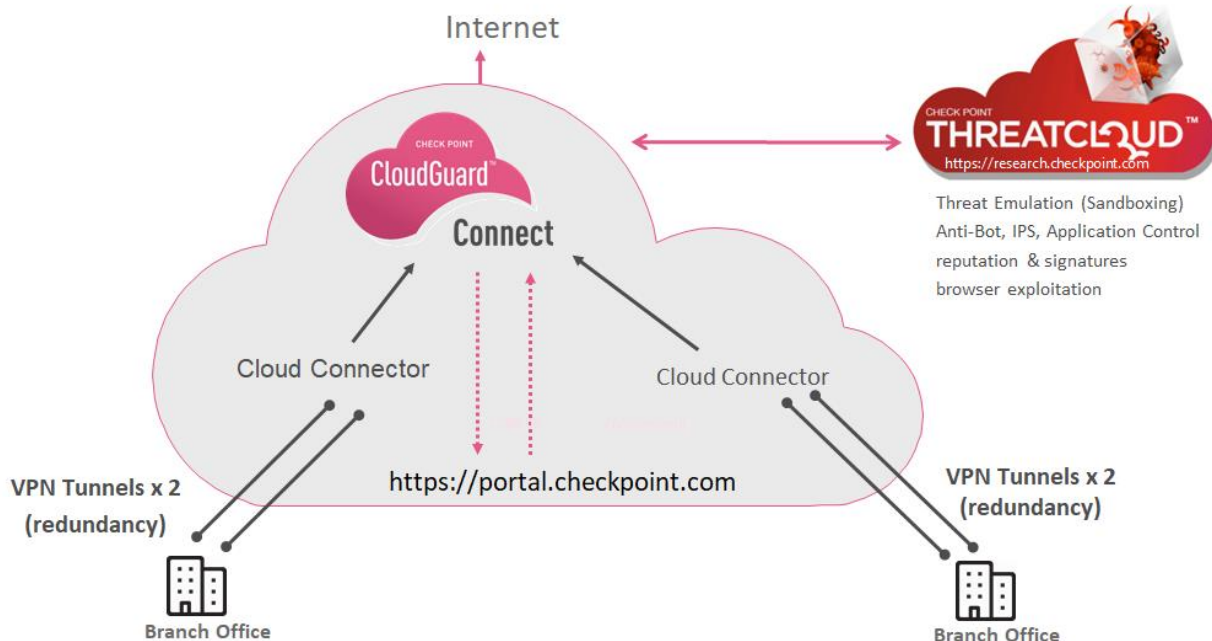 Internet
CHECK POINT
CloudGuard™
Connect
CHECK POINT
THREATCLOUD™
https://research.checkpoint.com
Threat Emulation (Sandboxing)
Anti-Bot, IPS, Application Control
reputation & signatures
browser exploitation
Cloud Connector
Cloud Connector
https://portal.checkpoint.com
VPN Tunnels x 2
(redundancy)
VPN Tunnels x 2
(redundancy)
Branch Office
Branch Office